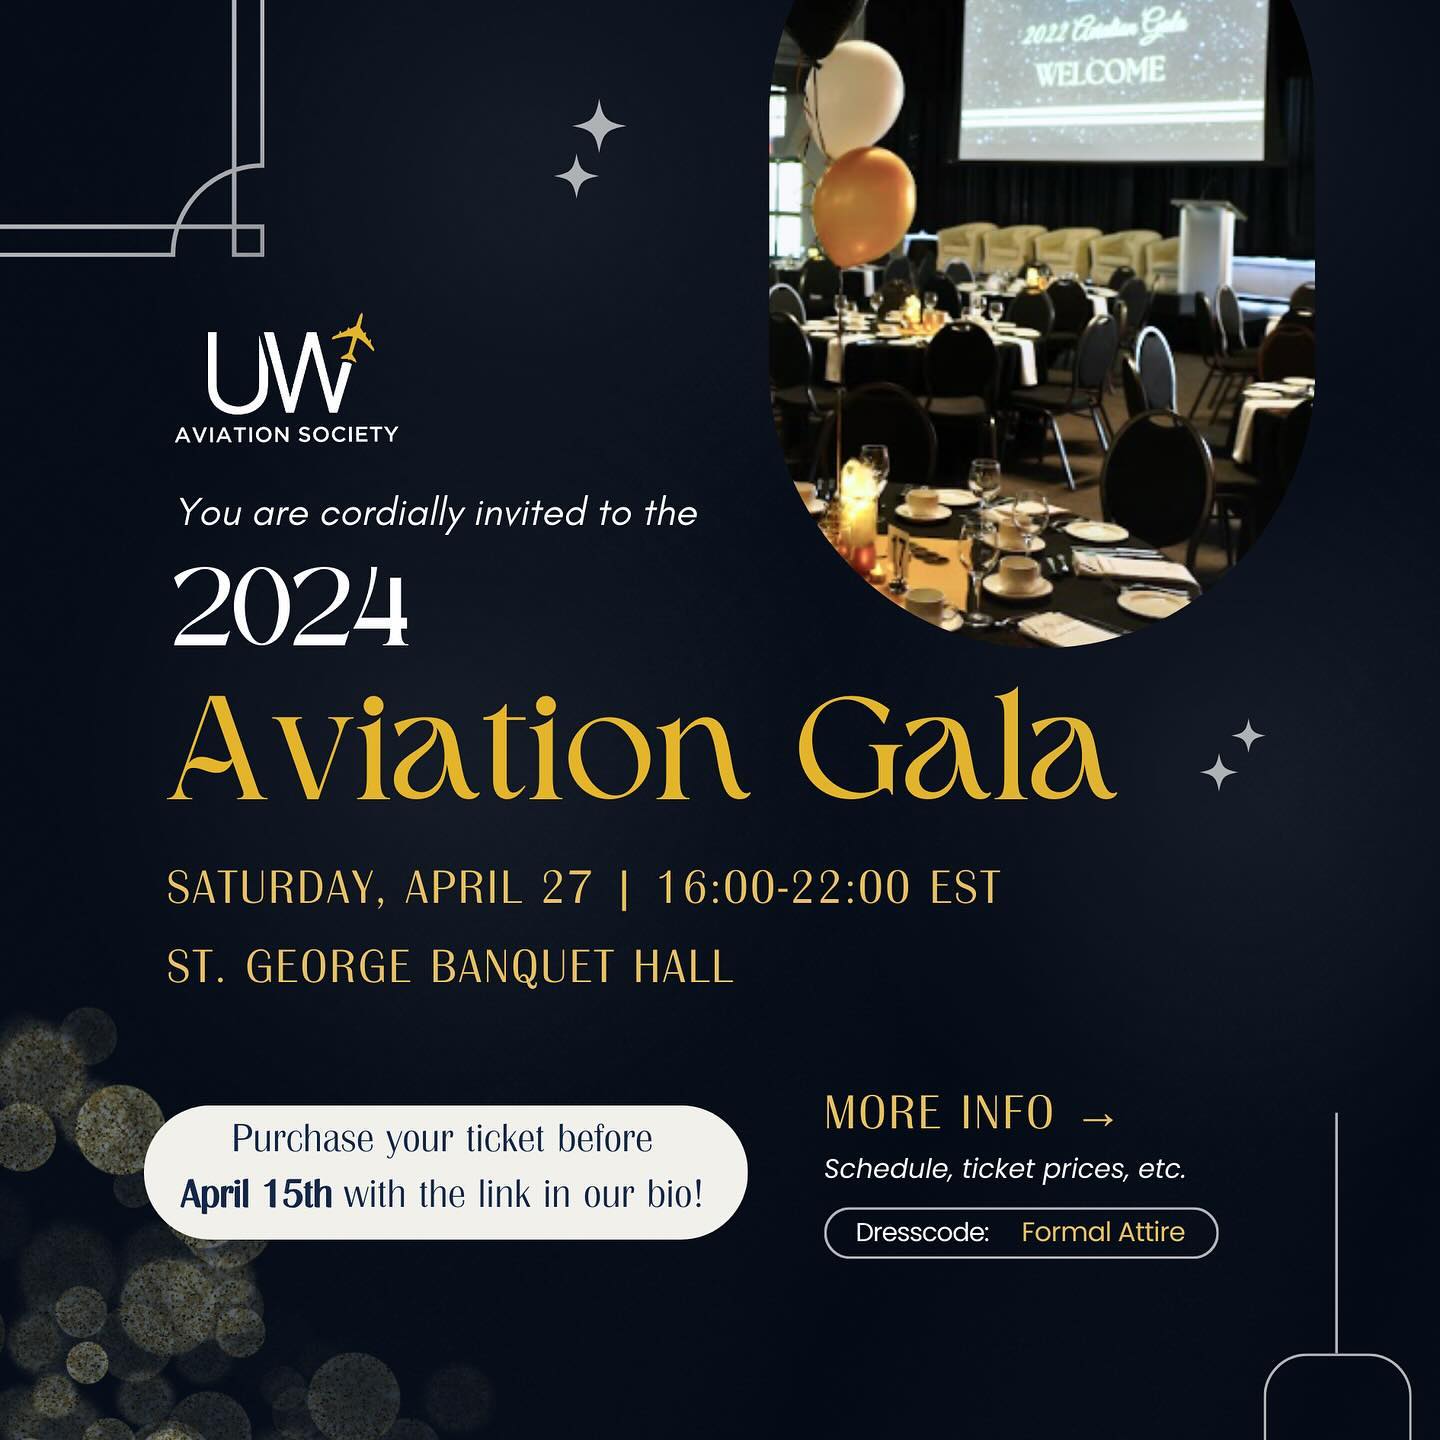 2022 Aviation Gala
WELCOME
UW
AVIATION SOCIETY
You are cordially invited to the
2024
Aviation Gala
SATURDAY, APRIL 27 | 16:00-22:00 EST
ST. GEORGE BANQUET HALL
Purchase your ticket before
April 15th with the link in our bio!
MORE INFO →
Schedule, ticket prices, etc.
Dresscode: Formal Attire